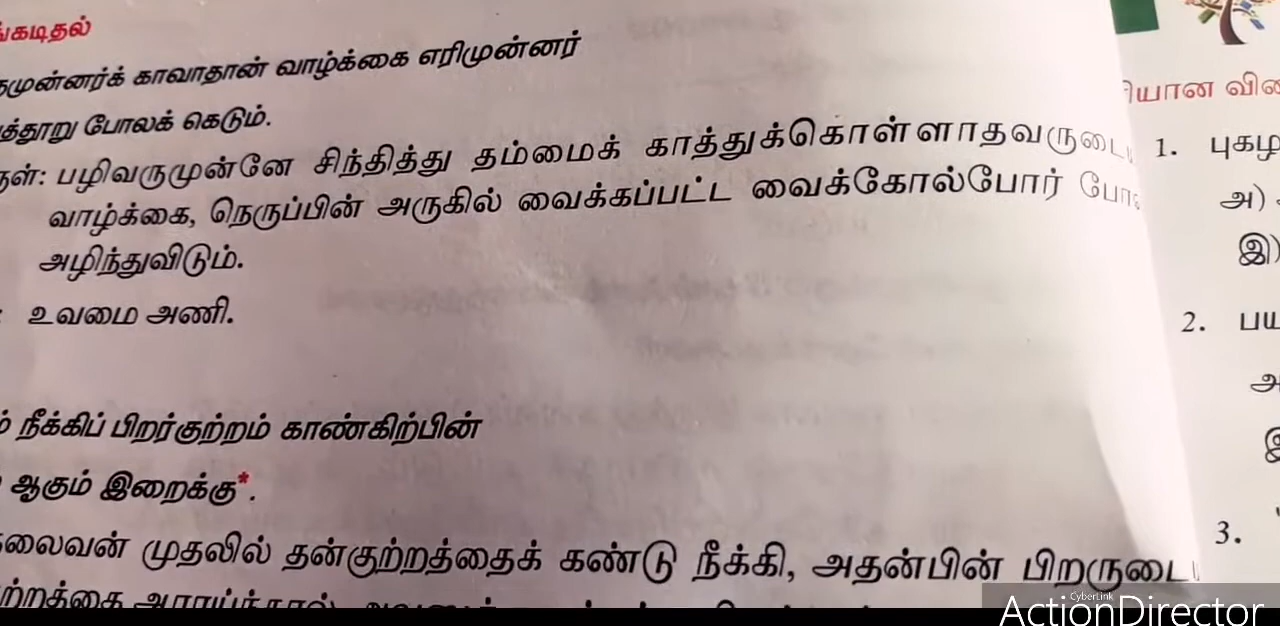 கடிதல்
முன்னர்க் காவாதான் வாழ்க்கை எரிமுன்னர்
த்தூறு போலக் கெடும்.
ருள்: பழிவருமுன்னே சிந்தித்து தம்மைக் காத்துக்கொள்ளாதவருடைய
வாழ்க்கை, நெருப்பின் அருகில் வைக்கப்பட்ட வைக்கோல்போர் போல
அழிந்துவிடும்.
: உவமை அணி.
நீக்கிப் பிறர்குற்றம் காண்கிற்பின்
ஆகும் இறைக்கு*.
லைவன் முதலில் தன்குற்றத்தைக் கண்டு நீக்கி, அதன்பின் பிறருடைய
யான
1. புகழ
அ)
இ)
2. பய
அ
இ
3.
CyberLink
ActionDirector